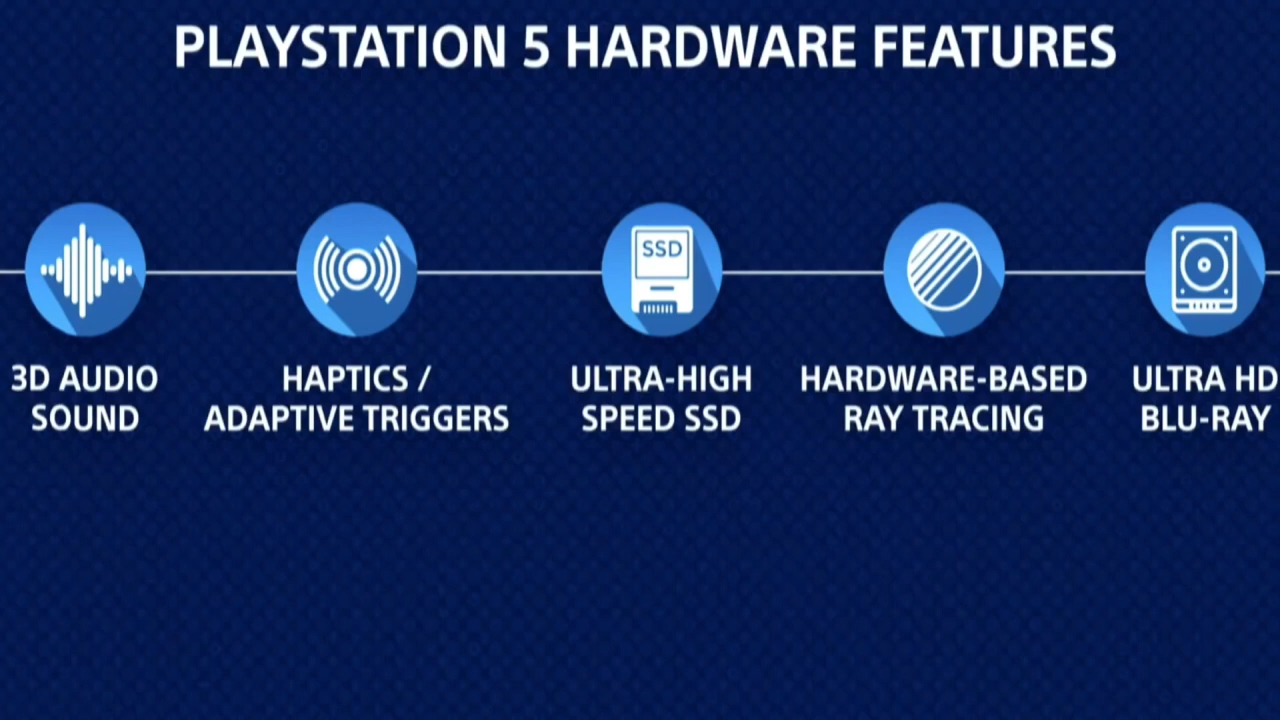 PLAYSTATION 5 HARDWARE FEATURES
SSD
3D AUDIO
SOUND
HAPTICS /
ADAPTIVE TRIGGERS
ULTRA-HIGH
SPEED SSD
HARDWARE-BASED
RAY TRACING
ULTRA HD
BLU-RAY